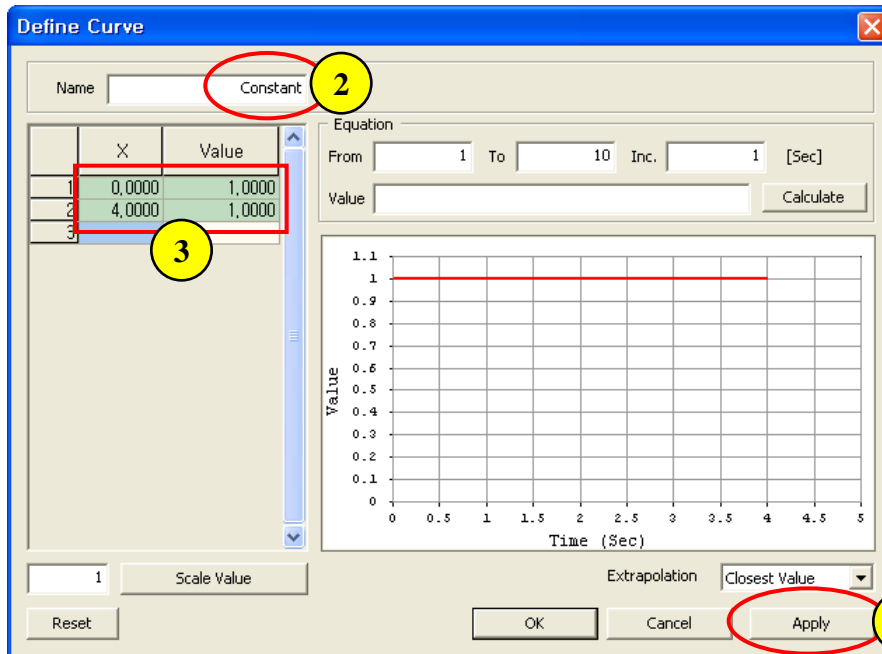 Define Curve
Name Constant 2
X Value
1 0,0000 1,0000
2 4,0000 1,0000
3
3
Equation
From 1 To 10 Inc. 1 [Sec]
Value Calculate
1.1
1
0.9
0.8
0.7
0.6
0.5
0.4
0.3
0.2
0.1
0
Value
0 0.5 1 1.5 2 2.5 3 3.5 4 4.5 5
Time (Sec)
1 Scale Value
Extrapolation Closest Value
Reset OK Cancel Apply